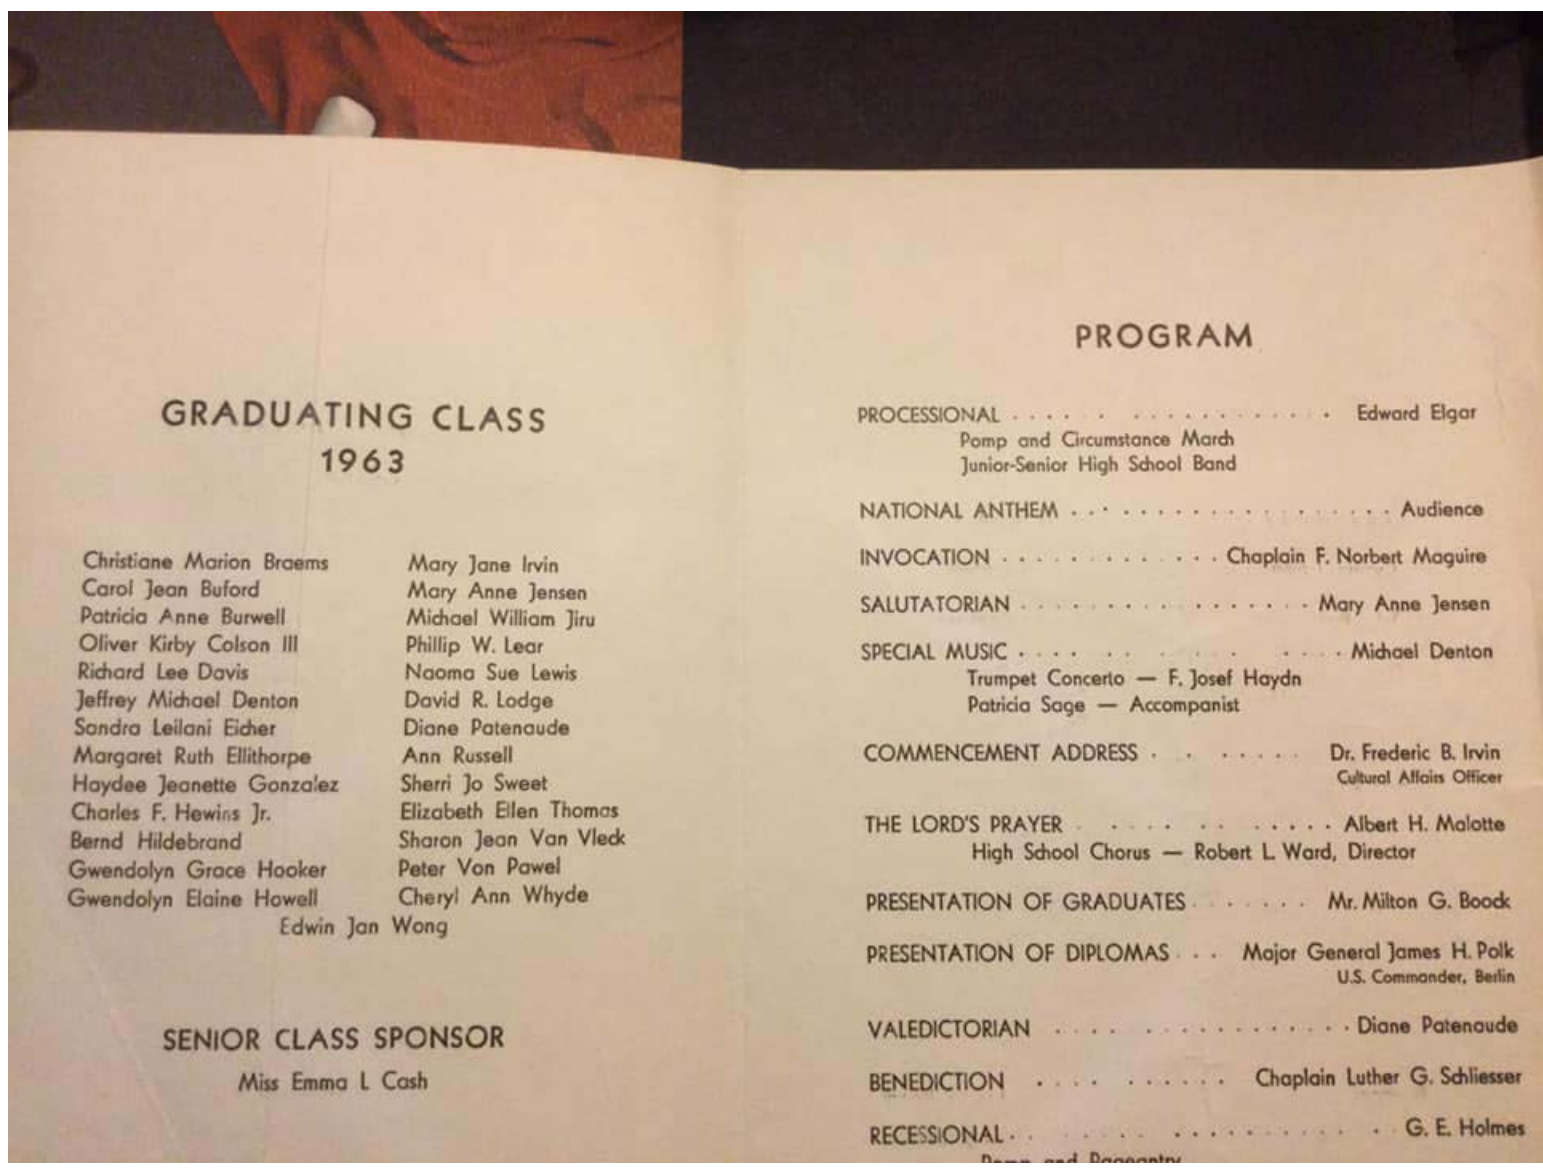 GRADUATING CLASS
1963
Christiane Marion Braems
Carol Jean Buford
Patricia Anne Burwell
Oliver Kirby Colson III
Richard Lee Davis
Jeffrey Michael Denton
Sandra Leilani Eicher
Margaret Ruth Ellithorpe
Haydee Jeanette Gonzalez
Charles F. Hewins Jr.
Bernd Hildebrand
Gwendolyn Grace Hooker
Gwendolyn Elaine Howell
Mary Jane Irvin
Mary Anne Jensen
Michael William Jiru
Phillip W. Lear
Naoma Sue Lewis
David R. Lodge
Diane Patenaude
Ann Russell
Sherri Jo Sweet
Elizabeth Ellen Thomas
Sharon Jean Van Vleck
Peter Von Pawel
Cheryl Ann Whyde
Edwin Jan Wong
SENIOR CLASS SPONSOR
Miss Emma L Cash
PROGRAM
PROCESSIONAL . . . . . . . . . . . . . . . . . Edward Elgar
Pomp and Circumstance March
Junior-Senior High School Band
NATIONAL ANTHEM . . . . . . . . . . . . . . . . . . Audience
INVOCATION . . . . . . . . . . . . . Chaplain F. Norbert Maguire
SALUTATORIAN . . . . . . . . . . . . . . . . . Mary Anne Jensen
SPECIAL MUSIC . . . . . . . . . . . . Michael Denton
Trumpet Concerto — F. Josef Haydn
Patricia Sage — Accompanist
COMMENCEMENT ADDRESS . . . . . . . Dr. Frederic B. Irvin
Cultural Affairs Officer
THE LORD'S PRAYER . . . . . . . . . . . . Albert H. Malotte
High School Chorus — Robert L. Ward, Director
PRESENTATION OF GRADUATES . . . . . . . Mr. Milton G. Boock
PRESENTATION OF DIPLOMAS . . . Major General James H. Polk
U.S. Commander, Berlin
VALEDICTORIAN . . . . . . . . . . . . . . . Diane Patenaude
BENEDICTION . . . . . . . . . . Chaplain Luther G. Schliesser
RECESSIONAL . . . . . . . . . . . . . . . G. E. Holmes
Pomp and Pageantry